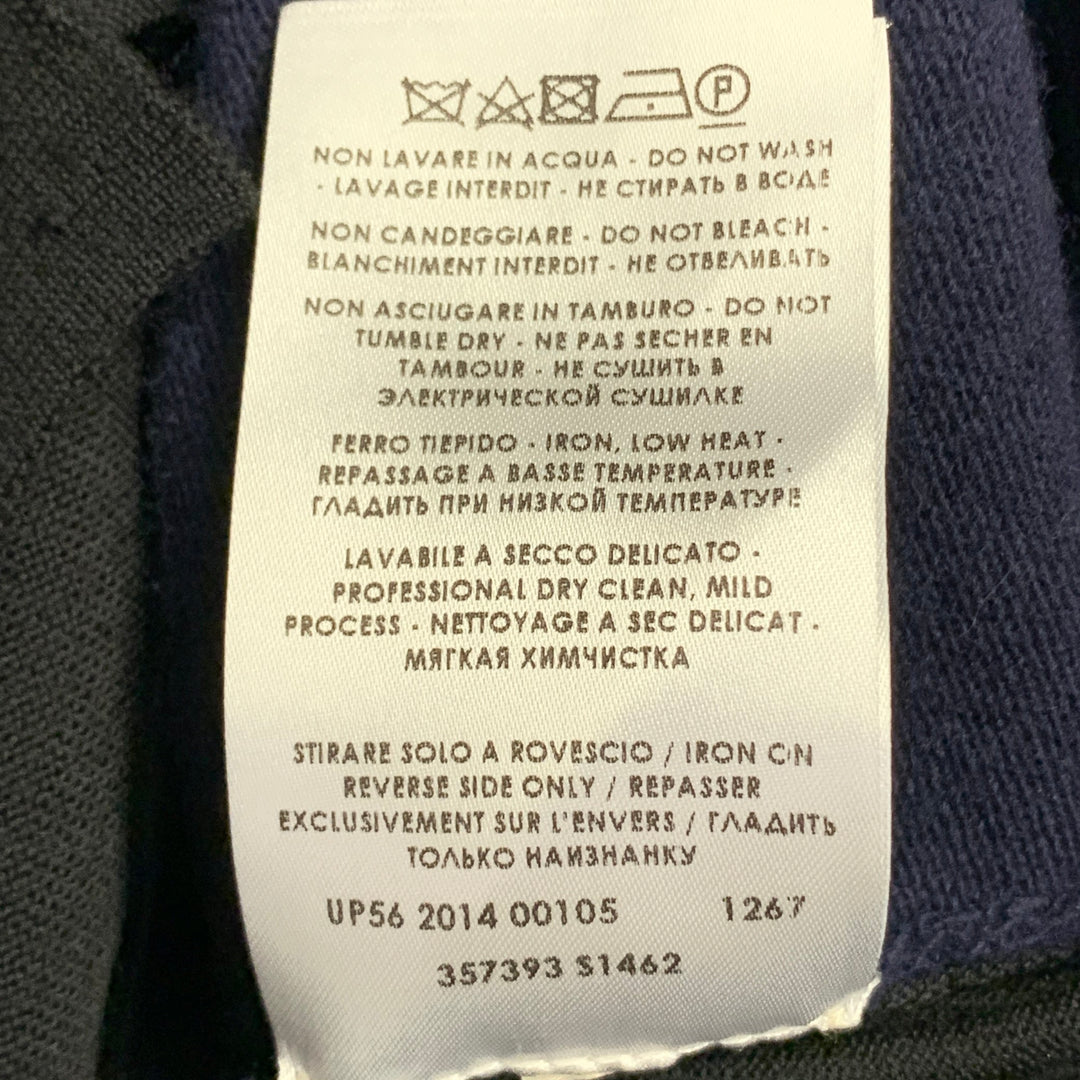 P
NON LAVARE IN ACQUA - DO NOT WASH
- LAVAGE INTERDIT - НЕ СТИРАТЬ В ВОДЕ
NON CANDEGGIARE - DO NOT BLEACH -
BLANCHIMENT INTERDIT - НЕ ОТБЕЛИВАТЬ
NON ASCIUGARE IN TAMBURO - DO NOT
TUMBLE DRY - NE PAS SECHER EN
TAMBOUR - НЕ СУШИТЬ В
ЭЛЕКТРИЧЕСКОЙ СУШИЛКЕ
FERRO TIEPIDO - IRON, LOW HEAT -
REPASSAGE A BASSE TEMPERATURE -
ГЛАДИТЬ ПРИ НИЗКОЙ ТЕМПЕРАТУРЕ
LAVABILE A SECCO DELICATO -
PROFESSIONAL DRY CLEAN, MILD
PROCESS - NETTOYAGE A SEC DELICAT -
МЯГКАЯ ХИМЧИСТКА
STIRARE SOLO A ROVESCIO / IRON ON
REVERSE SIDE ONLY / REPASSER
EXCLUSIVEMENT SUR L'ENVERS / ГЛАДИТЬ
ТОЛЬКО НАИЗНАНКУ
UP56 2014 00105 1267
357393 S1462